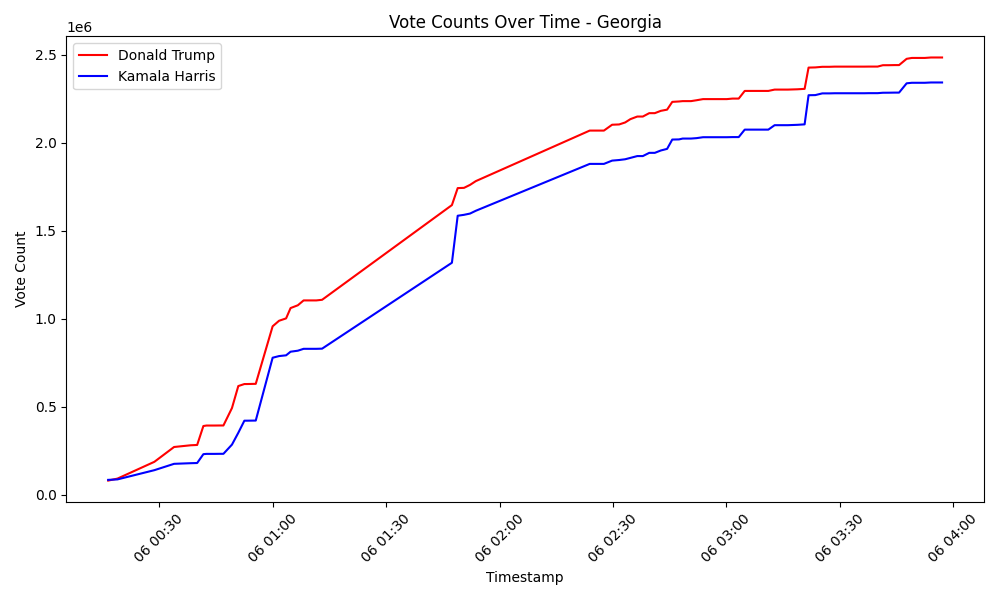 Vote Counts Over Time - Georgia
1e6
Donald Trump
Kamala Harris
2.5
2.0
1.5
1.0
0.5
0.0
Vote Count
06 00:30
06 01:00
06 01:30
06 02:00
06 02:30
06 03:00
06 03:30
06 04:00
Timestamp